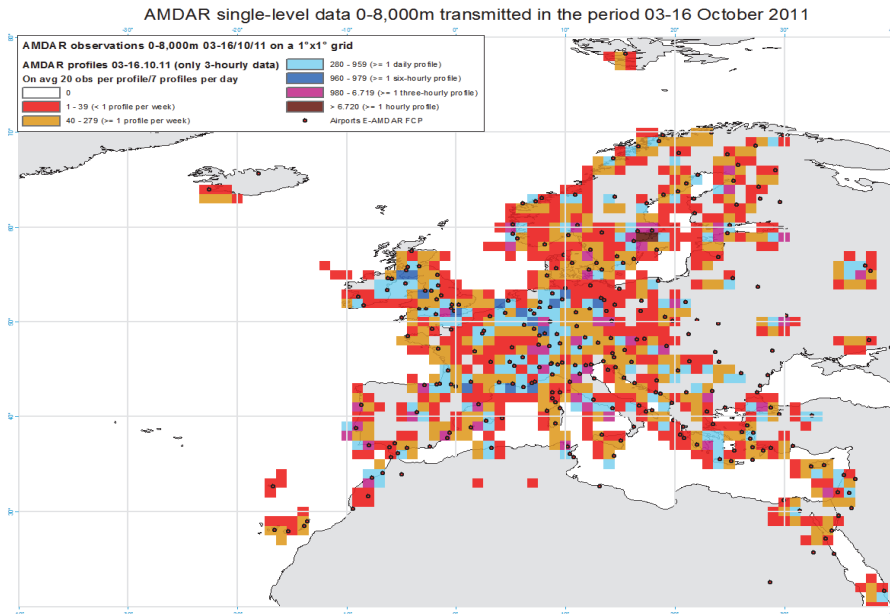 AMDAR single-level data 0-8,000m transmitted in the period 03-16 October 2011
AMDAR observations 0-8,000m 03-16/10/11 on a 1°x1° grid
AMDAR profiles 03-16.10.11 (only 3-hourly data)
On avg 20 obs per profile/7 profiles per day
0
1 - 39 (< 1 profile per week)
40 - 279 (>= 1 profile per week)
280 - 959 (>= 1 daily profile)
960 - 979 (>= 1 six-hourly profile)
980 - 6.719 (>= 1 three-hourly profile)
> 6.720 (>= 1 hourly profile)
Airports E-AMDAR FCP